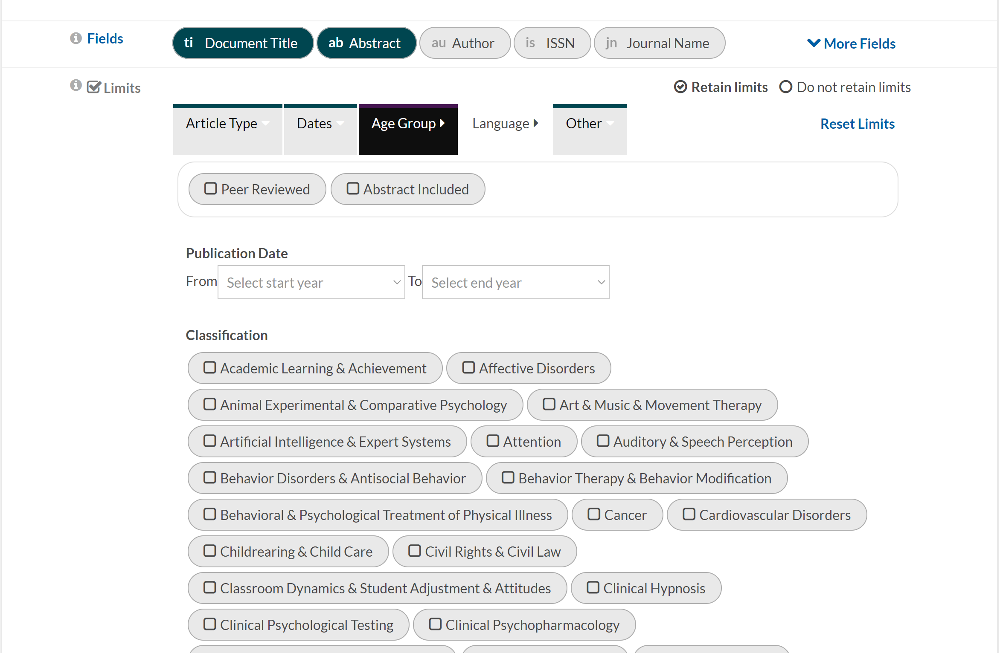 Fields
ti Document Title ab Abstract au Author is ISSN jn Journal Name More Fields
Limits Retain limits Do not retain limits
Article Type Dates Age Group Language Other Reset Limits
Peer Reviewed Abstract Included
Publication Date
From Select start year To Select end year
Classification
Academic Learning & Achievement Affective Disorders
Animal Experimental & Comparative Psychology Art & Music & Movement Therapy
Artificial Intelligence & Expert Systems Attention Auditory & Speech Perception
Behavior Disorders & Antisocial Behavior Behavior Therapy & Behavior Modification
Behavioral & Psychological Treatment of Physical Illness Cancer Cardiovascular Disorders
Childrearing & Child Care Civil Rights & Civil Law
Classroom Dynamics & Student Adjustment & Attitudes Clinical Hypnosis
Clinical Psychological Testing Clinical Psychopharmacology